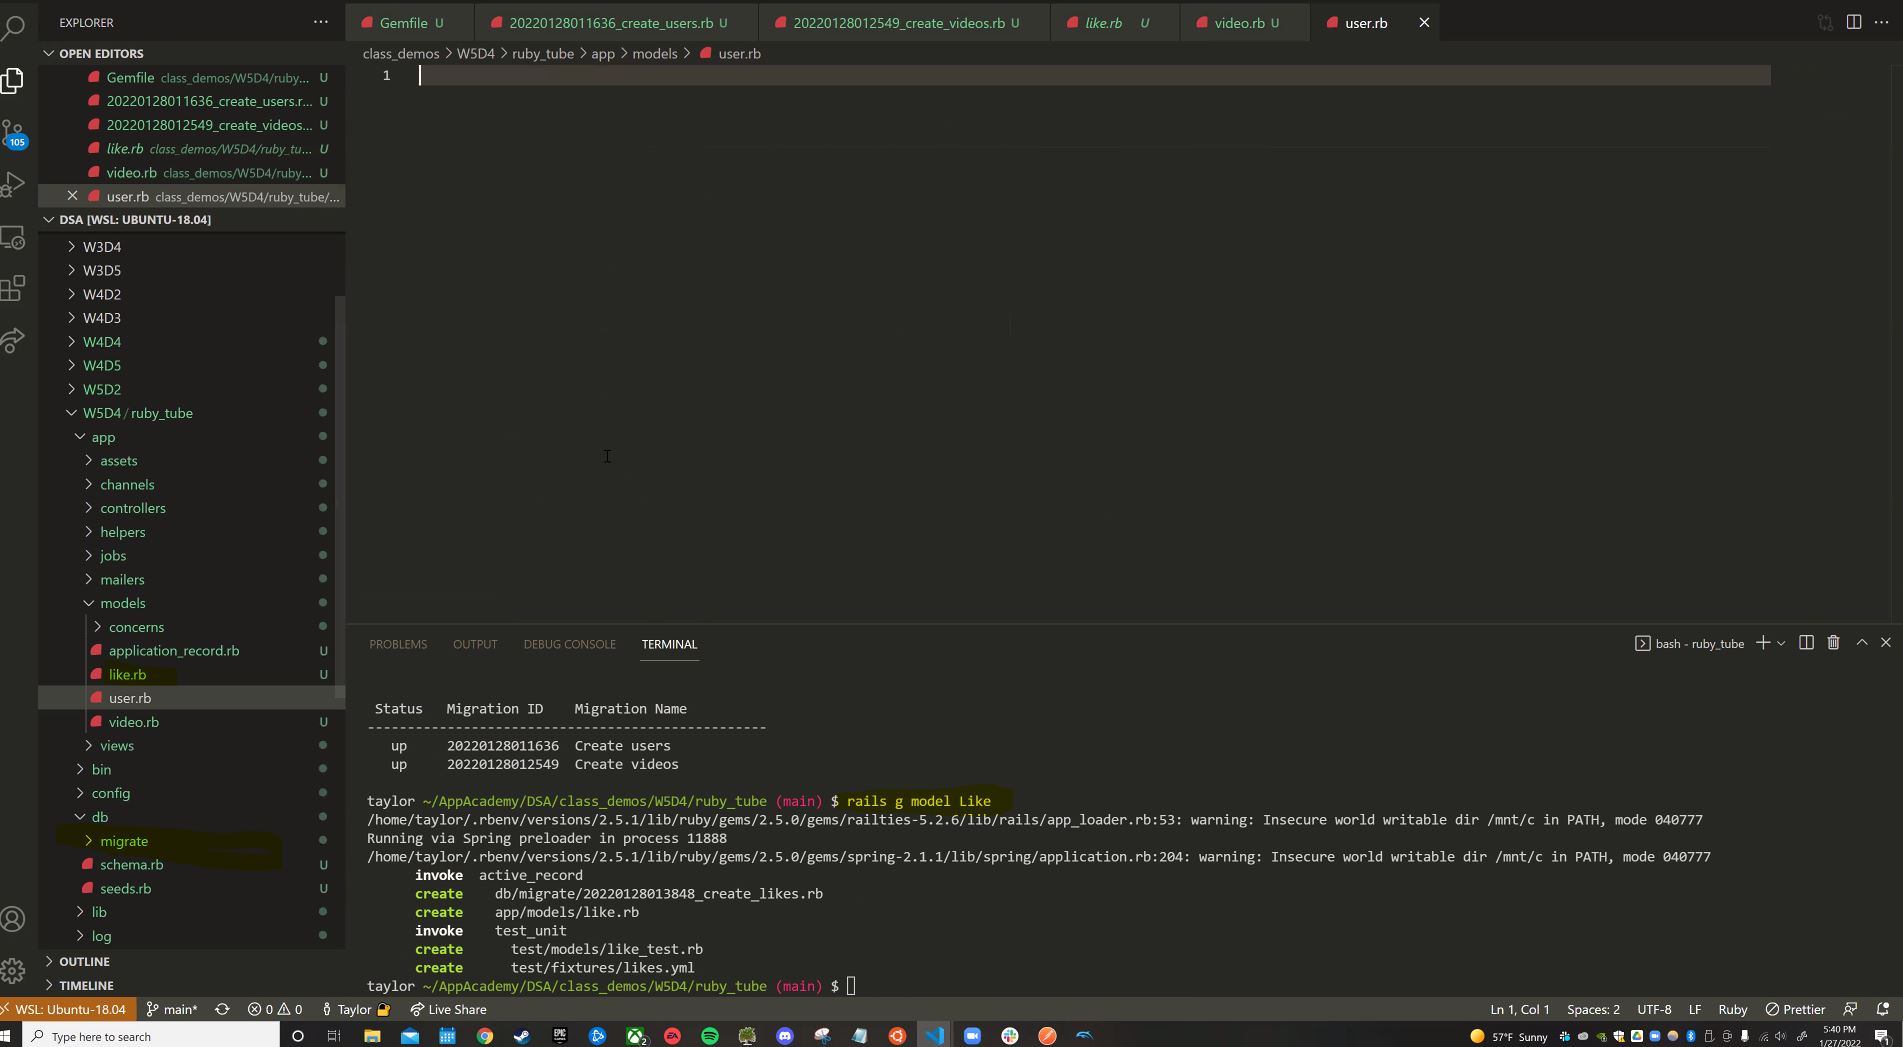 EXPLORER
Gemfile U
20220128011636_create_users.rb U
20220128012549_create_videos.rb U
like.rb U
video.rb U
user.rb
OPEN EDITORS
Gemfile class_demos/W5D4/ruby... U
20220128011636_create_users.r... U
20220128012549_create_videos... U
like.rb class_demos/W5D4/ruby_tu... U
video.rb class_demos/W5D4/ruby... U
user.rb class_demos/W5D4/ruby_tube/...
class_demos > W5D4 > ruby_tube > app > models > user.rb
1
105
DSA [WSL: UBUNTU-18.04]
W3D4
W3D5
W4D2
W4D3
W4D4
W4D5
W5D2
W5D4 / ruby_tube
app
assets
channels
controllers
helpers
jobs
mailers
models
concerns
application_record.rb U
like.rb U
user.rb
video.rb U
views
bin
config
db
migrate
schema.rb U
seeds.rb U
lib
log
OUTLINE
TIMELINE
PROBLEMS OUTPUT DEBUG CONSOLE TERMINAL
bash - ruby_tube
Status Migration ID Migration Name
--------------------------------------------------
up 20220128011636 Create users
up 20220128012549 Create videos
taylor ~/AppAcademy/DSA/class_demos/W5D4/ruby_tube (main) $ rails g model Like
/home/taylor/.rbenv/versions/2.5.1/lib/ruby/gems/2.5.0/gems/railties-5.2.6/lib/rails/app_loader.rb:53: warning: Insecure world writable dir /mnt/c in PATH, mode 040777
Running via Spring preloader in process 11888
/home/taylor/.rbenv/versions/2.5.1/lib/ruby/gems/2.5.0/gems/spring-2.1.1/lib/spring/application.rb:204: warning: Insecure world writable dir /mnt/c in PATH, mode 040777
invoke active_record
create db/migrate/20220128013848_create_likes.rb
create app/models/like.rb
invoke test_unit
create test/models/like_test.rb
create test/fixtures/likes.yml
taylor ~/AppAcademy/DSA/class_demos/W5D4/ruby_tube (main) $
WSL: Ubuntu-18.04 main* 0 0 Taylor Live Share
Ln 1, Col 1 Spaces: 2 UTF-8 LF Ruby Prettier
Type here to search
57°F Sunny
5:40 PM
1/27/2022